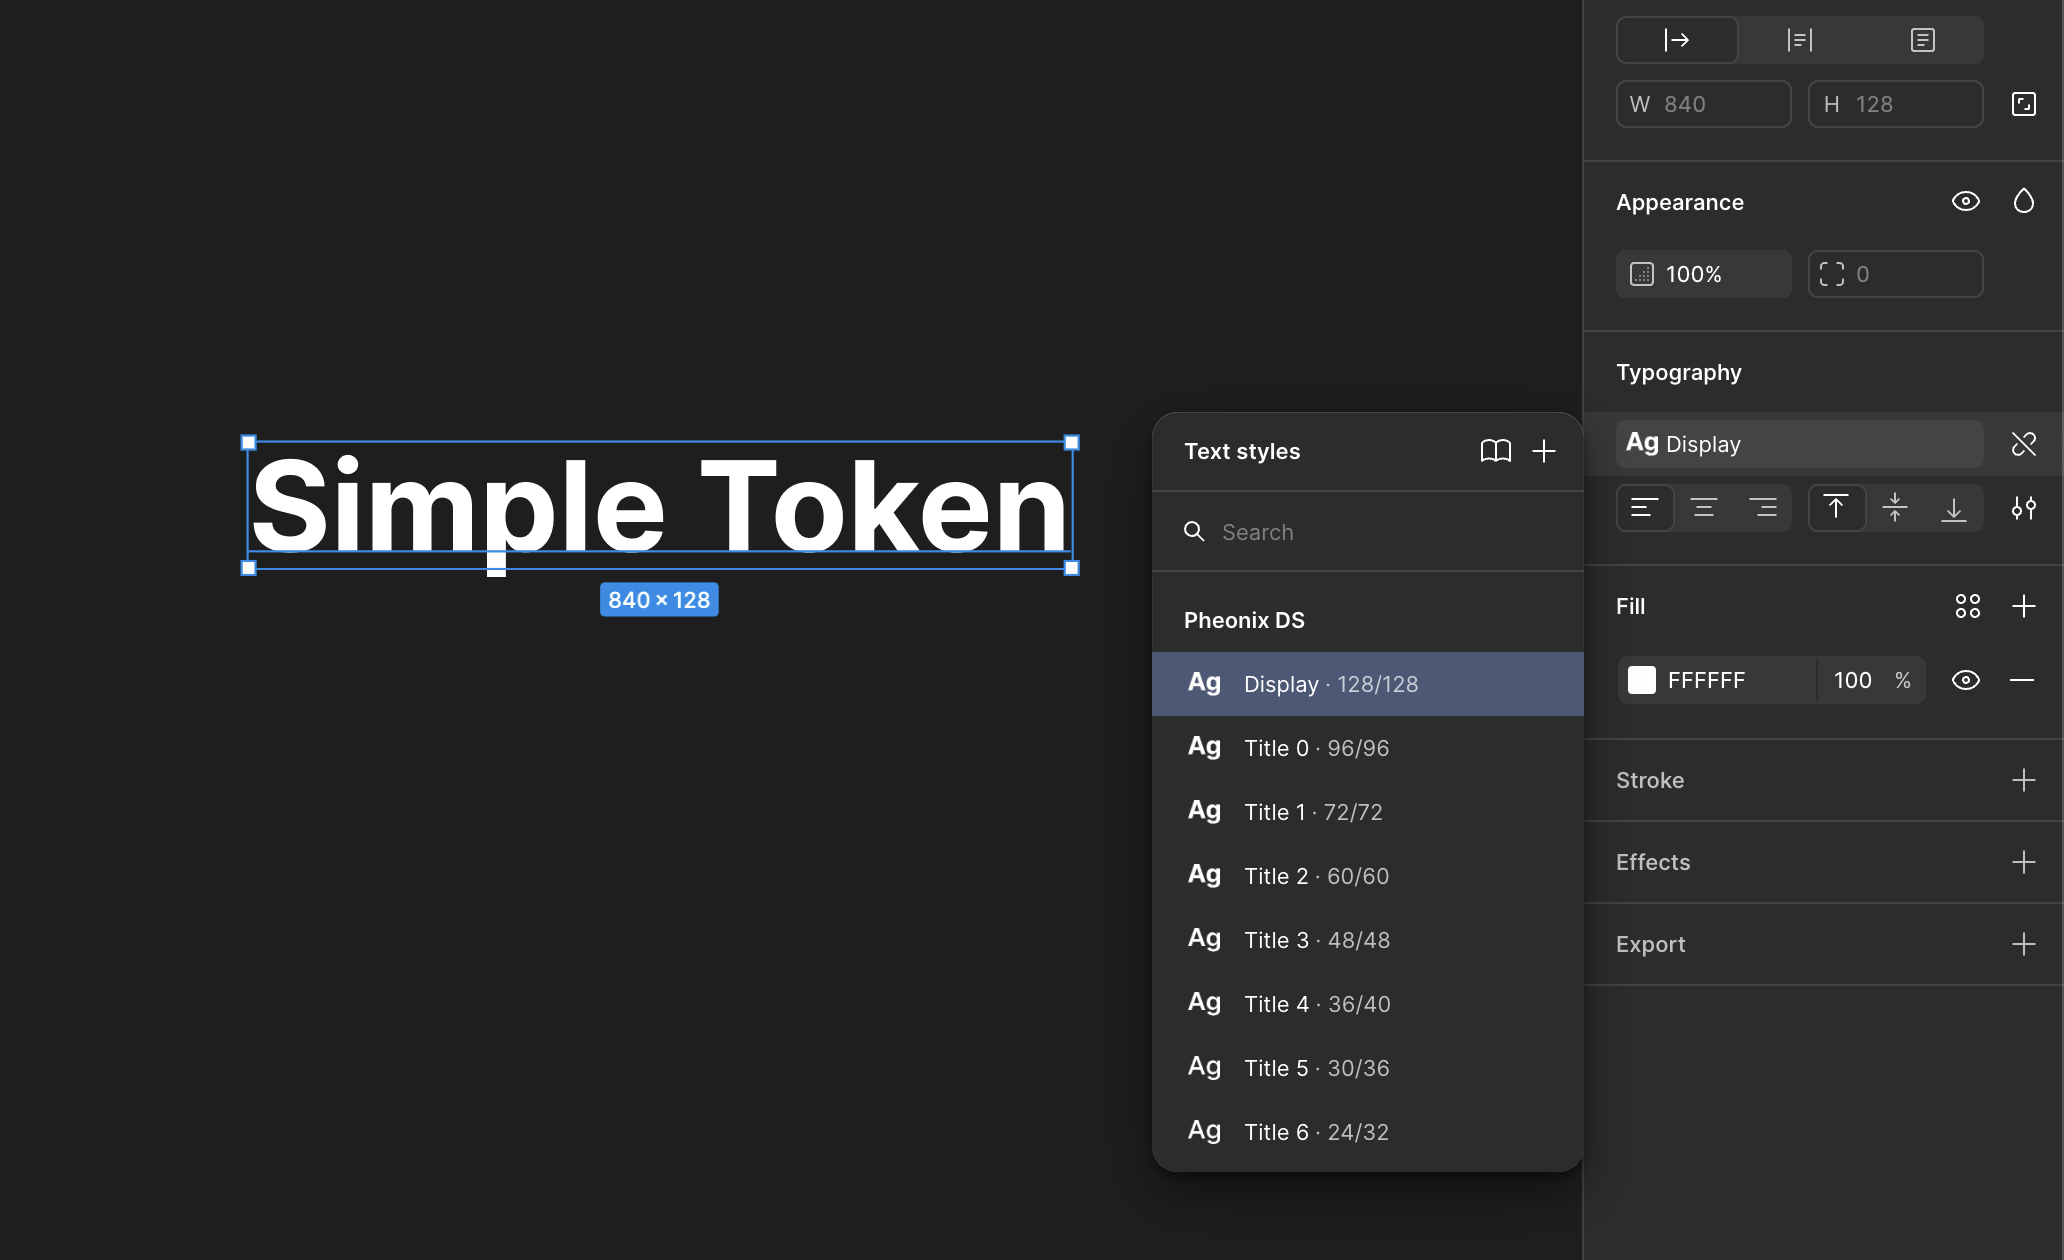 Simple Token
840 × 128
Text styles
Search
Pheonix DS
Ag Display · 128/128
Ag Title 0 · 96/96
Ag Title 1 · 72/72
Ag Title 2 · 60/60
Ag Title 3 · 48/48
Ag Title 4 · 36/40
Ag Title 5 · 30/36
Ag Title 6 · 24/32
W 840 H 128
Appearance
100% 0
Typography
Ag Display
Fill
FFFFFF 100 %
Stroke
Effects
Export